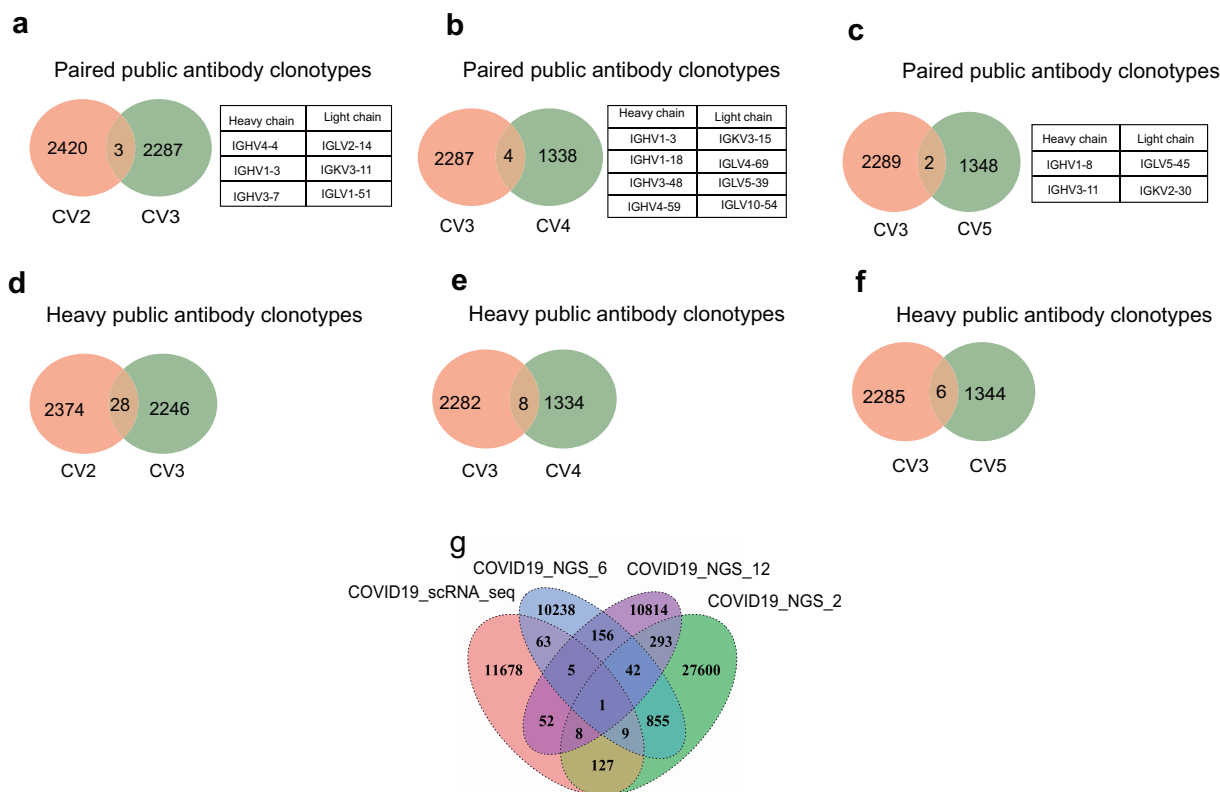 a
Paired public antibody clonotypes
2420 3 2287
CV2 CV3
Heavy chain Light chain
IGHV4-4 IGLV2-14
IGHV1-3 IGKV3-11
IGHV3-7 IGLV1-51
b
Paired public antibody clonotypes
2287 4 1338
CV3 CV4
Heavy chain Light chain
IGHV1-3 IGKV3-15
IGHV1-18 IGLV4-69
IGHV3-48 IGLV5-39
IGHV4-59 IGLV10-54
c
Paired public antibody clonotypes
2289 2 1348
CV3 CV5
Heavy chain Light chain
IGHV1-8 IGLV5-45
IGHV3-11 IGKV2-30
d
Heavy public antibody clonotypes
2374 28 2246
CV2 CV3
e
Heavy public antibody clonotypes
2282 8 1334
CV3 CV4
f
Heavy public antibody clonotypes
2285 6 1344
CV3 CV5
g
COVID19_NGS_6 COVID19_NGS_12
COVID19_scRNA_seq COVID19_NGS_2
10238 10814
63 156 293
11678 5 42 27600
1
52 855
8 9
127